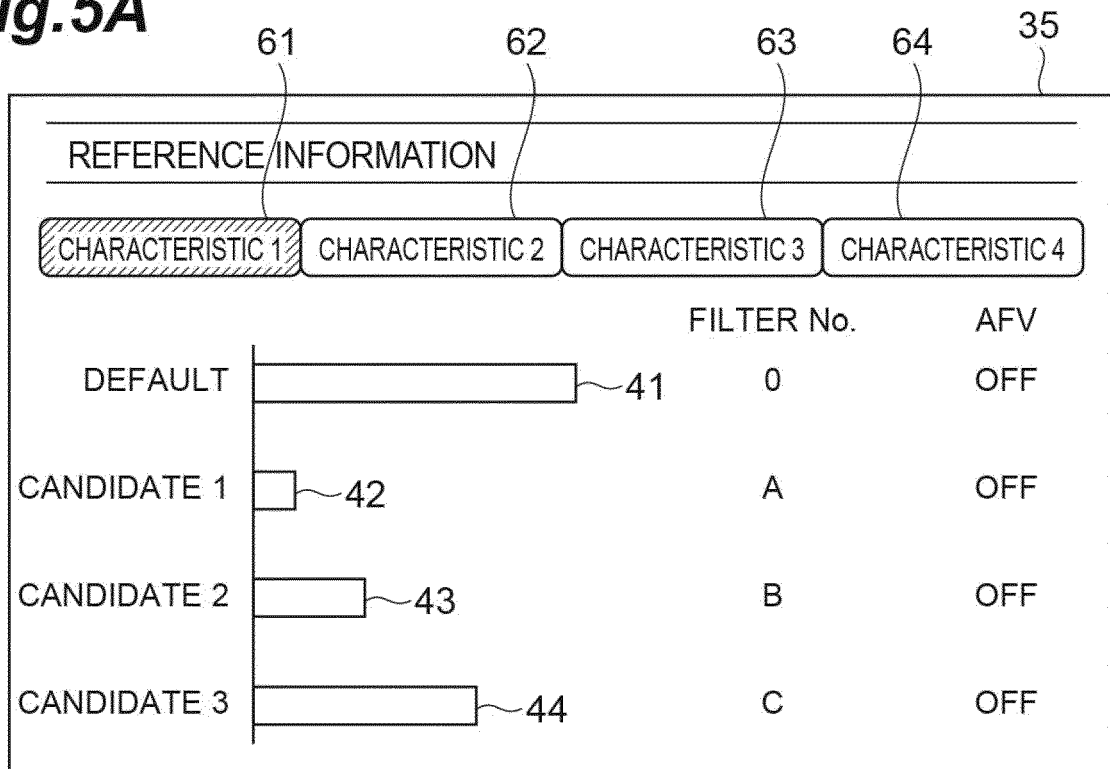 ig.5A
61 62 63 64 35
REFERENCE INFORMATION
CHARACTERISTIC 1 CHARACTERISTIC 2 CHARACTERISTIC 3 CHARACTERISTIC 4
FILTER No. AFV
DEFAULT 41 0 OFF
CANDIDATE 1 42 A OFF
CANDIDATE 2 43 B OFF
CANDIDATE 3 44 C OFF